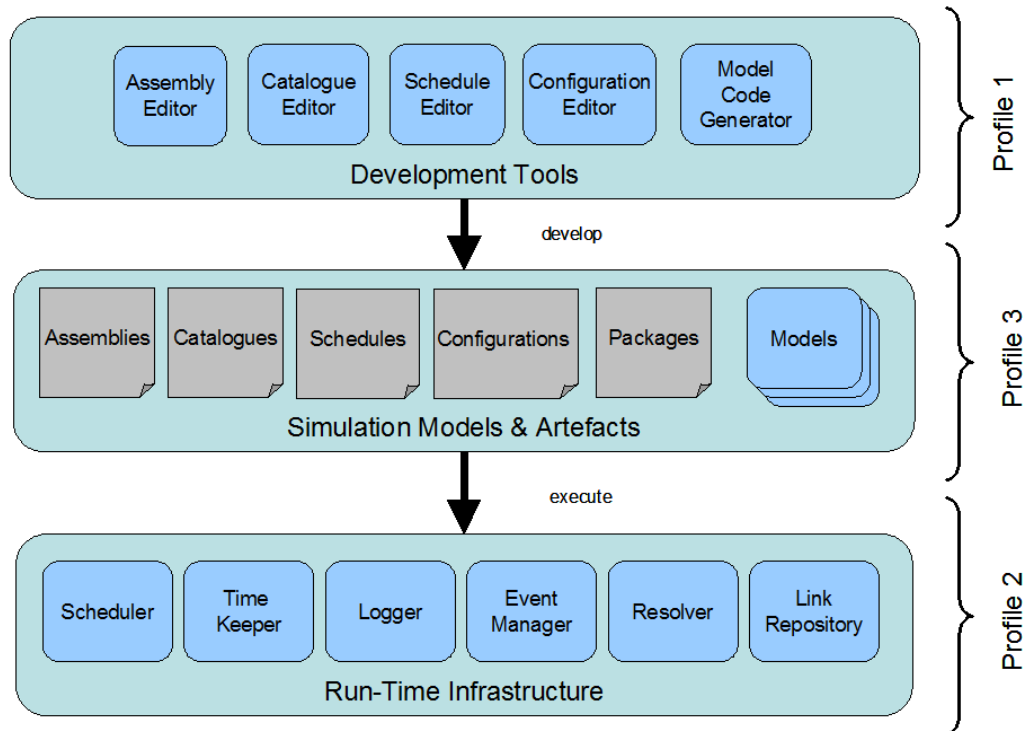 Assembly
Editor
Catalogue
Editor
Schedule
Editor
Configuration
Editor
Model
Code
Generator
Development Tools
Profile 1
develop
Assemblies
Catalogues
Schedules
Configurations
Packages
Models
Simulation Models & Artefacts
Profile 3
execute
Scheduler
Time
Keeper
Logger
Event
Manager
Resolver
Link
Repository
Run-Time Infrastructure
Profile 2